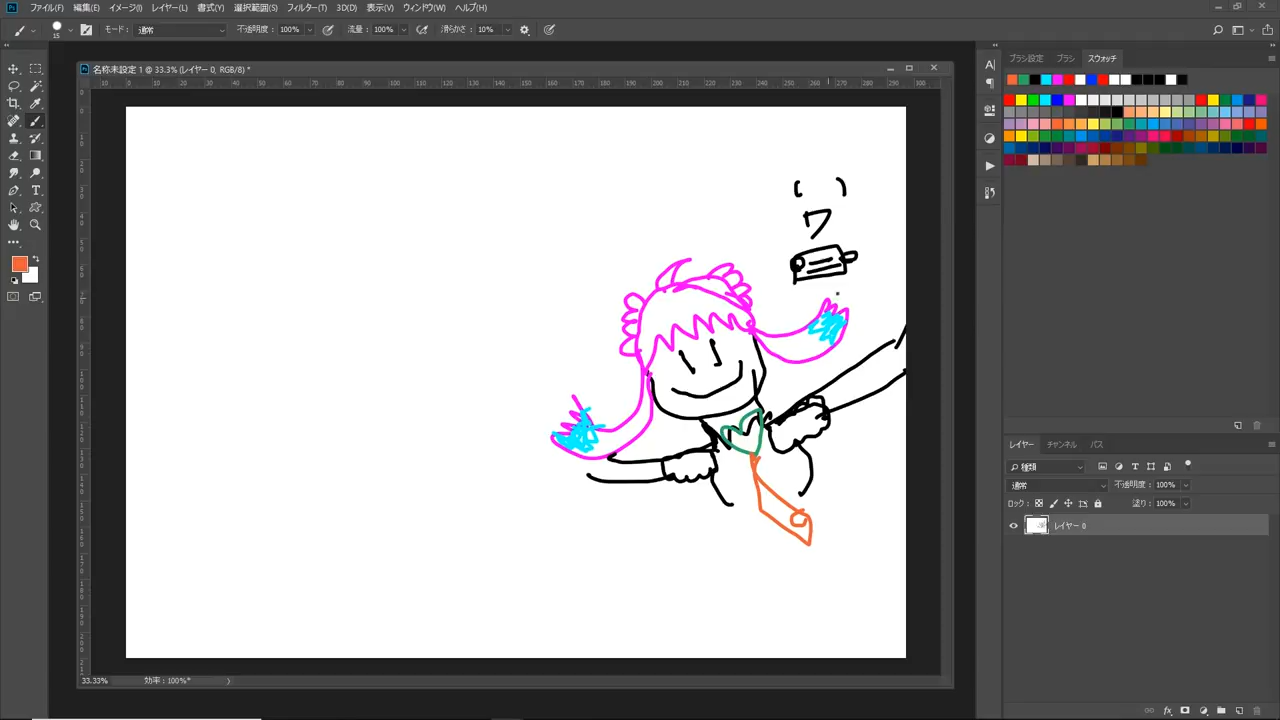 ファイル(F) 編集(E) イメージ(I) レイヤー(L) 書式(Y) 選択範囲(S) フィルター(T) 3D(D) 表示(V) ウィンドウ(W) ヘルプ(H)
15 モード: 通常 不透明度: 100% 流量: 100% 滑らかさ: 10%
名称未設定 1 @ 33.3% (レイヤー 0, RGB/8) *
ブラシ設定 ブラシ スウォッチ
ワ
レイヤー チャンネル パス
種類
通常 不透明度: 100%
ロック: 塗り: 100%
レイヤー 0
33.33% 効率: 100%*